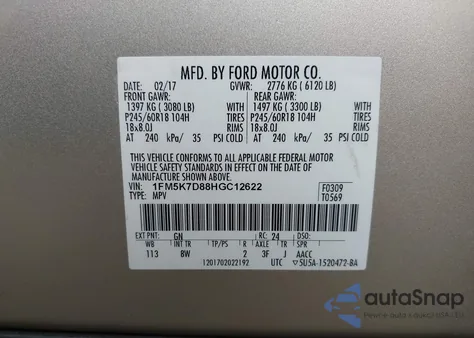 MFD. BY FORD MOTOR CO.
DATE: 02/17 GVWR: 2776 KG ( 6120 LB)
FRONT GAWR: REAR GAWR:
1397 KG ( 3080 LB) WITH 1497 KG ( 3300 LB) WITH
P245/60R18 104H TIRES P245/60R18 104H TIRES
18x8.0J RIMS 18x8.0J RIMS
AT 240 kPa/ 35 PSI COLD AT 240 kPa/ 35 PSI COLD
THIS VEHICLE CONFORMS TO ALL APPLICABLE FEDERAL MOTOR
VEHICLE SAFETY AND THEFT PREVENTION STANDARDS IN EFFECT ON THE DATE
OF MANUFACTURE SHOWN ABOVE.
VIN: 1FM5K7D88HGC12622 F0309
TYPE: MPV T0569
EXT PNT: GN RC: 24 DSO:
WB INT TR TP/PS R AXLE TR SPR
113 8W 2 3F J AACC
1201702022192 UTC 5U5A-1520472-BA
autoSnap